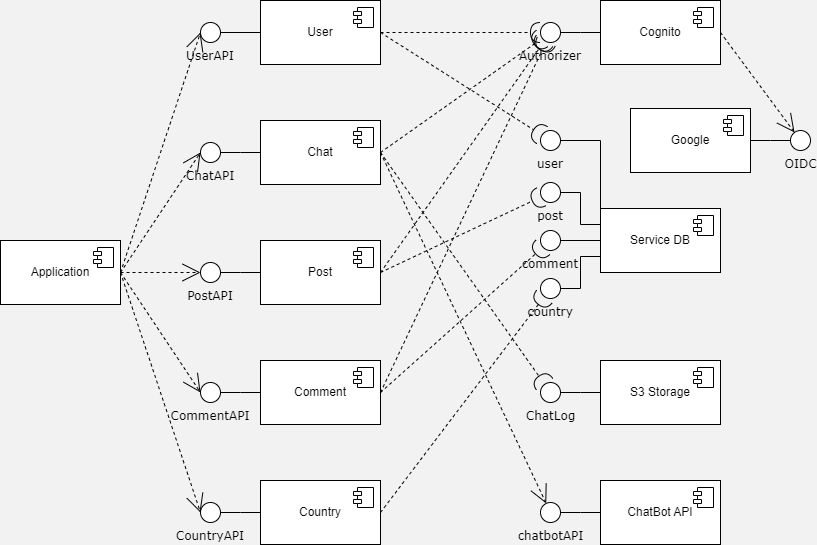 User
Cognito
UserAPI
Authorizer
Google
OIDC
Chat
ChatAPI
user
post
Service DB
Application
Post
PostAPI
comment
country
Comment
S3 Storage
CommentAPI
ChatLog
Country
ChatBot API
CountryAPI
chatbotAPI